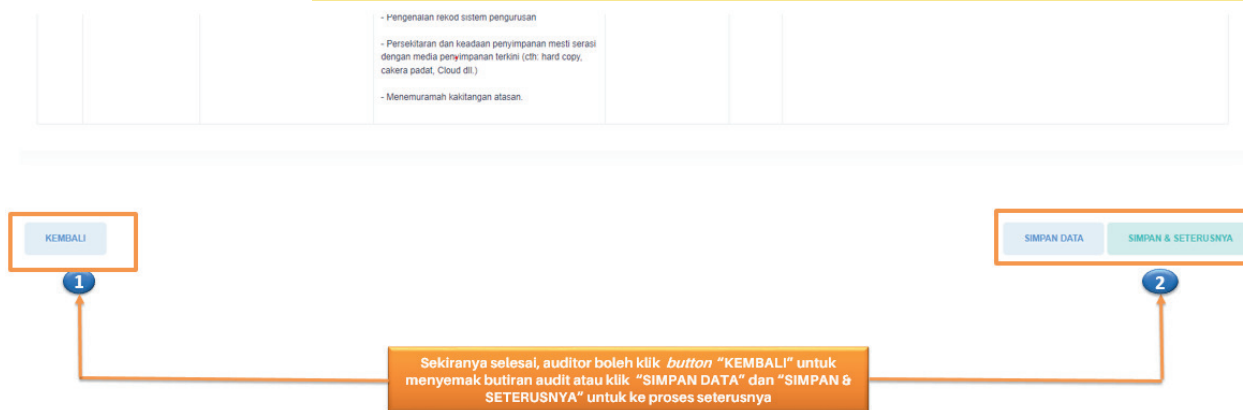 - Pengenalan rekod sistem pengurusan
- Persekitaran dan keadaan penyimpanan mesti serasi
dengan media penyimpanan terkini (cth: hard copy,
cakera padat, Cloud dll.)
- Menemuramah kakitangan atasan.
KEMBALI
SIMPAN DATA
SIMPAN & SETERUSNYA
1
2
Sekiranya selesai, auditor boleh klik button “KEMBALI” untuk
menyemak butiran audit atau klik “SIMPAN DATA” dan “SIMPAN &
SETERUSNYA” untuk ke proses seterusnya